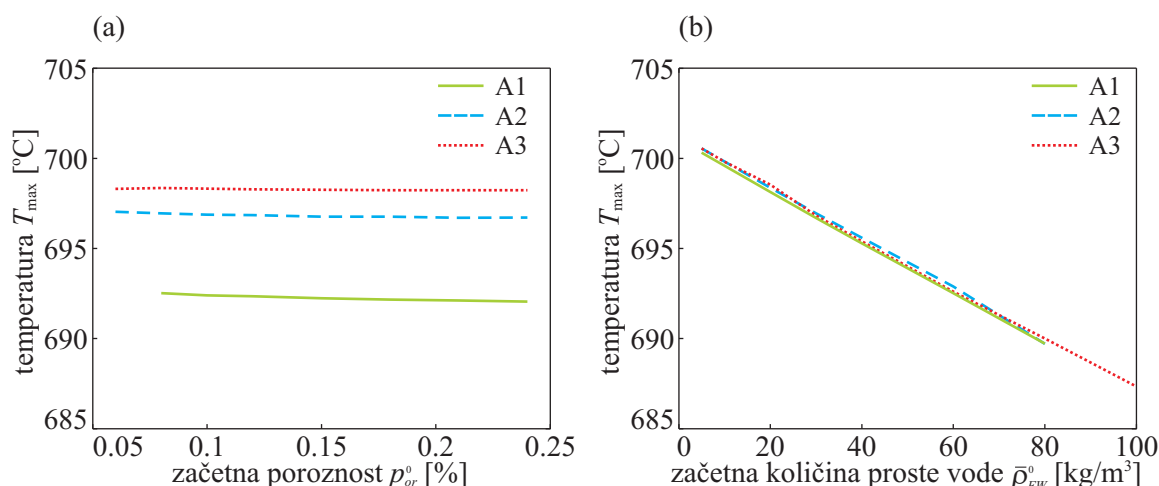 (a)
705
700
695
690
685
temperatura T_max [°C]
A1
A2
A3
0.05 0.1 0.15 0.2 0.25
začetna poroznost p⁰_or [%]
(b)
705
700
695
690
685
temperatura T_max [°C]
A1
A2
A3
0 20 40 60 80 100
začetna količina proste vode ρ̄⁰_FW [kg/m³]